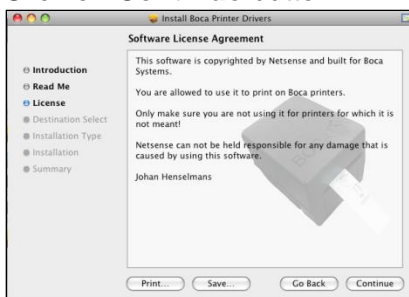 Install Boca Printer Drivers
Software License Agreement
Introduction
Read Me
License
Destination Select
Installation Type
Installation
Summary
This software is copyrighted by Netsense and built for Boca
Systems.
You are allowed to use it to print on Boca printers.
Only make sure you are not using it for printers for which it is
not meant!
Netsense can not be held responsible for any damage that is
caused by using this software.
Johan Henselmans
BOCA
Print... Save... Go Back Continue